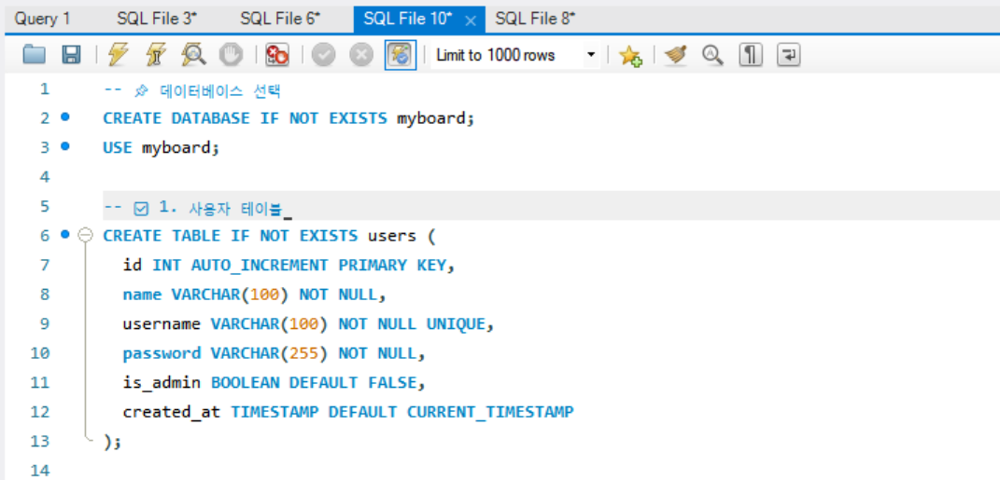 Query 1 SQL File 3* SQL File 6* SQL File 10* × SQL File 8*
Limit to 1000 rows
1 -- 📌 데이터베이스 선택
2 CREATE DATABASE IF NOT EXISTS myboard;
3 USE myboard;
4
5 -- ☑ 1. 사용자 테이블
6 CREATE TABLE IF NOT EXISTS users (
7 id INT AUTO_INCREMENT PRIMARY KEY,
8 name VARCHAR(100) NOT NULL,
9 username VARCHAR(100) NOT NULL UNIQUE,
10 password VARCHAR(255) NOT NULL,
11 is_admin BOOLEAN DEFAULT FALSE,
12 created_at TIMESTAMP DEFAULT CURRENT_TIMESTAMP
13 );
14